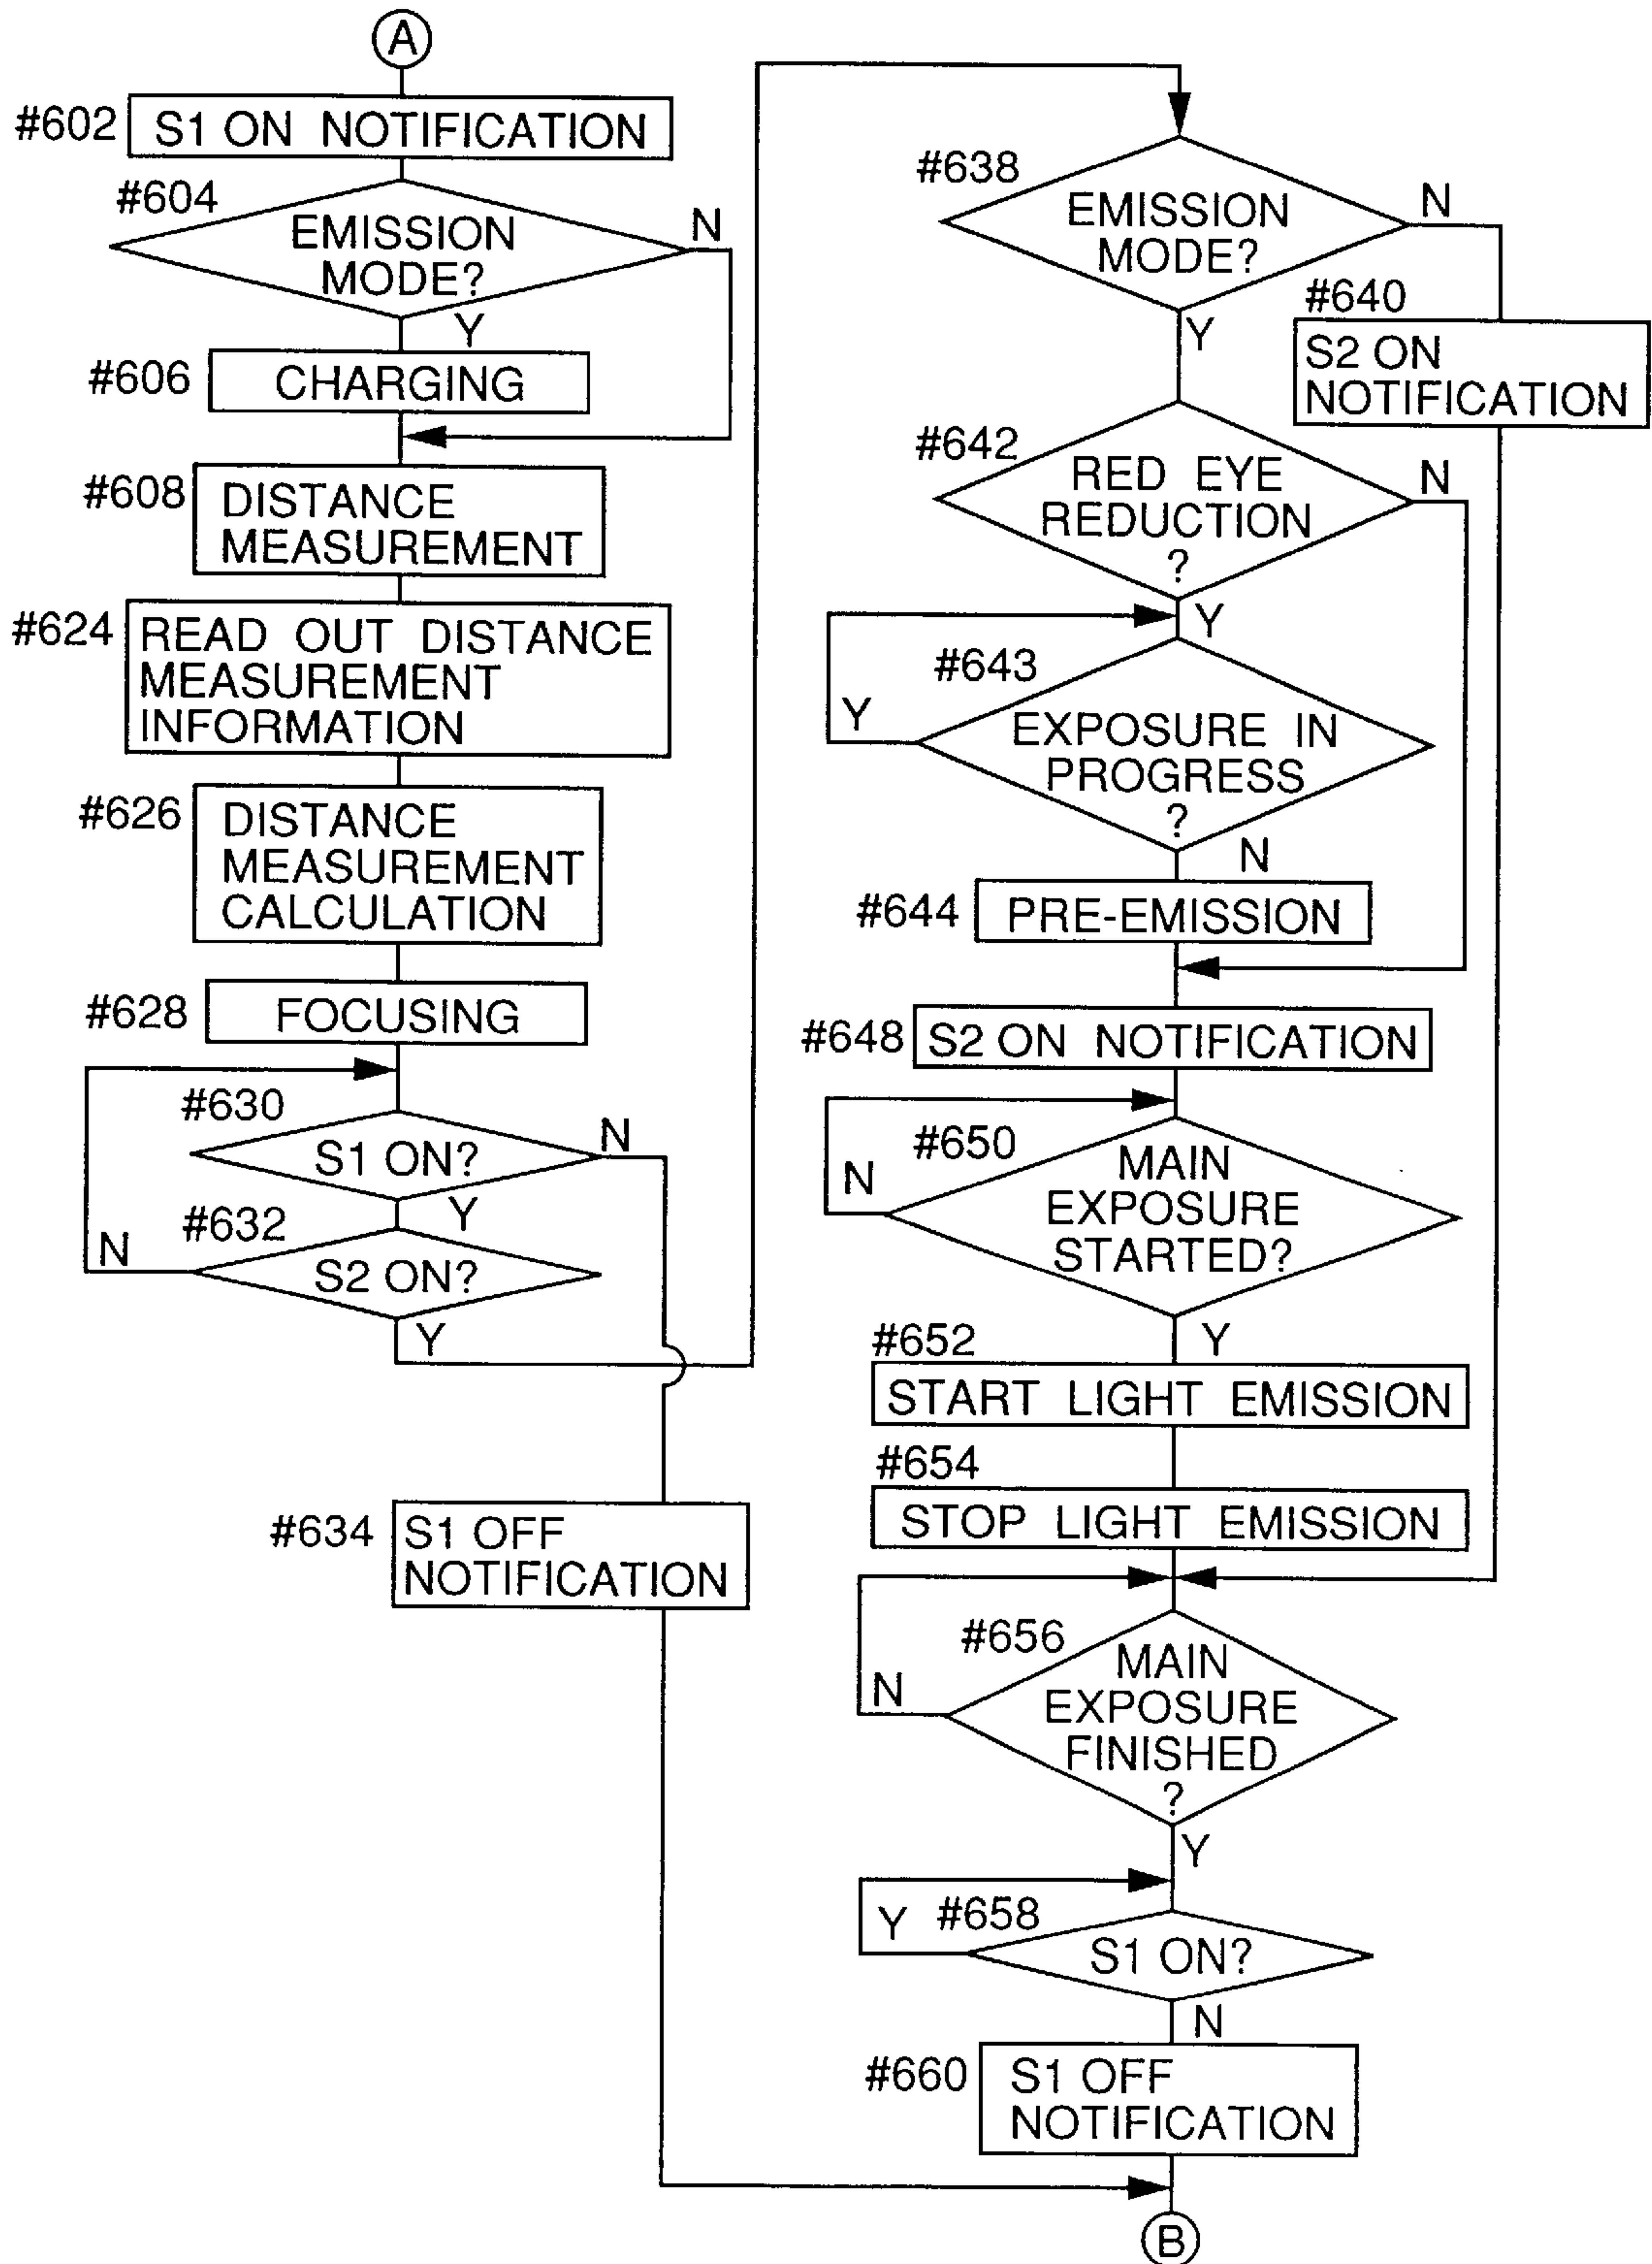 A
#602 S1 ON NOTIFICATION
#604
EMISSION
MODE?
N
Y
#606 CHARGING
#608 DISTANCE
MEASUREMENT
#624 READ OUT DISTANCE
MEASUREMENT
INFORMATION
#626 DISTANCE
MEASUREMENT
CALCULATION
#628 FOCUSING
#630
S1 ON?
N
Y
#632
S2 ON?
N
Y
#634 S1 OFF
NOTIFICATION
#638
EMISSION
MODE?
N
Y
#640
S2 ON
NOTIFICATION
#642
RED EYE
REDUCTION
?
N
Y
#643
EXPOSURE IN
PROGRESS
?
Y
N
#644 PRE-EMISSION
#648 S2 ON NOTIFICATION
#650
MAIN
EXPOSURE
STARTED?
N
Y
#652
START LIGHT EMISSION
#654
STOP LIGHT EMISSION
#656
MAIN
EXPOSURE
FINISHED
?
N
Y
#658
S1 ON?
Y
N
#660 S1 OFF
NOTIFICATION
B